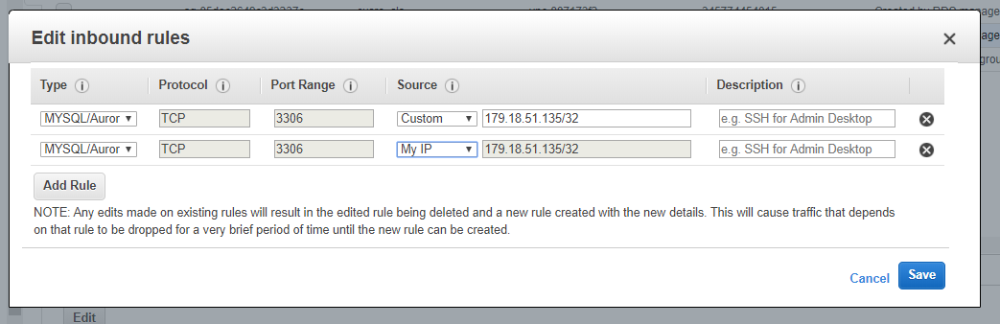 Edit inbound rules
Type Protocol Port Range Source Description
MYSQL/Auror TCP 3306 Custom 179.18.51.135/32 e.g. SSH for Admin Desktop
MYSQL/Auror TCP 3306 My IP 179.18.51.135/32 e.g. SSH for Admin Desktop
Add Rule
NOTE: Any edits made on existing rules will result in the edited rule being deleted and a new rule created with the new details. This will cause traffic that depends
on that rule to be dropped for a very brief period of time until the new rule can be created.
Cancel Save
Edit